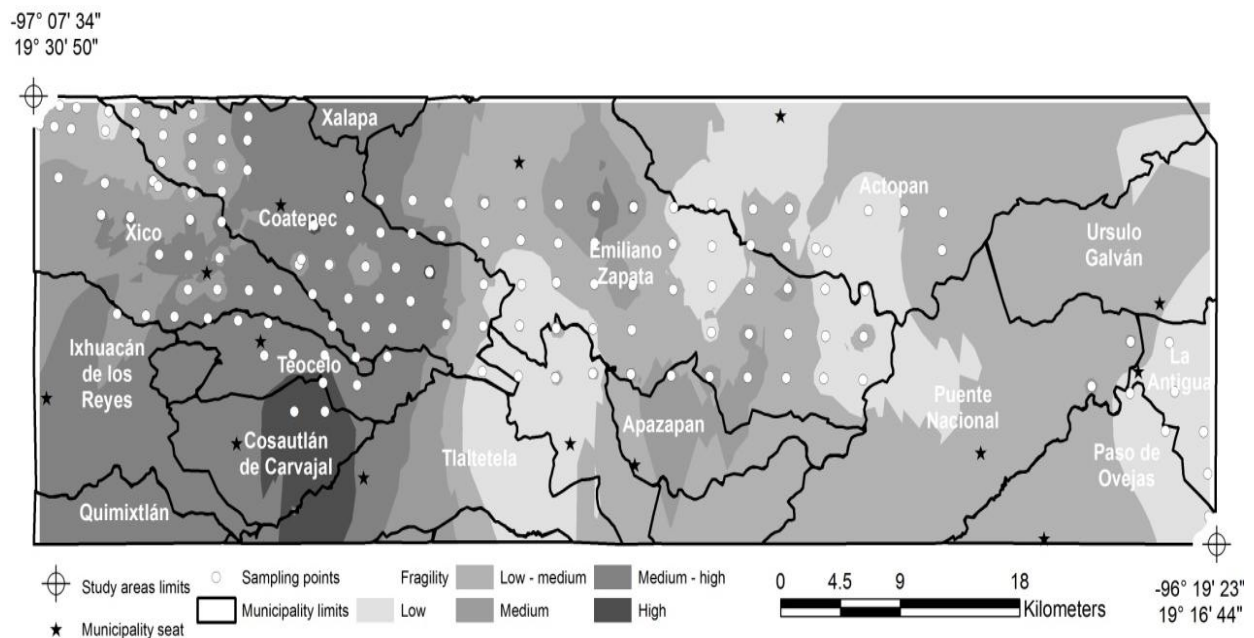 -97° 07' 34"
19° 30' 50"
Xalapa
Actopan
Coatepec
Xico
Ursulo
Galván
Emiliano
Zapata
Ixhuacán
de los
Reyes
Teocelo
La
Antigua
Puente
Nacional
Apazapan
Cosautlán
de Carvajal
Tlaltetela
Paso de
Ovejas
Quimixtlán
Study areas limits
Sampling points
Fragility
Low - medium
Medium - high
Municipality limits
Low
Medium
High
Municipality seat
0 4.5 9 18
Kilometers
-96° 19' 23"
19° 16' 44"